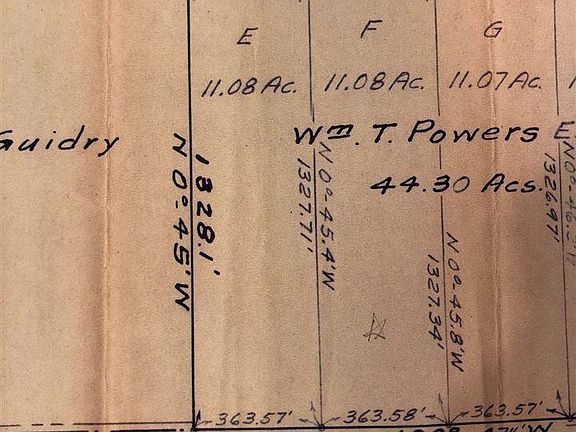 E F G
11.08 Ac. 11.08 Ac. 11.07 Ac.
Guidry
Wm. T. Powers E
44.30 Acs.
1328.1'
N 0°-45'W
N 0°-45.4'W
1327.71'
N 0°-45.8'W
1327.34'
1326.97'
363.57' 363.58' 363.57'